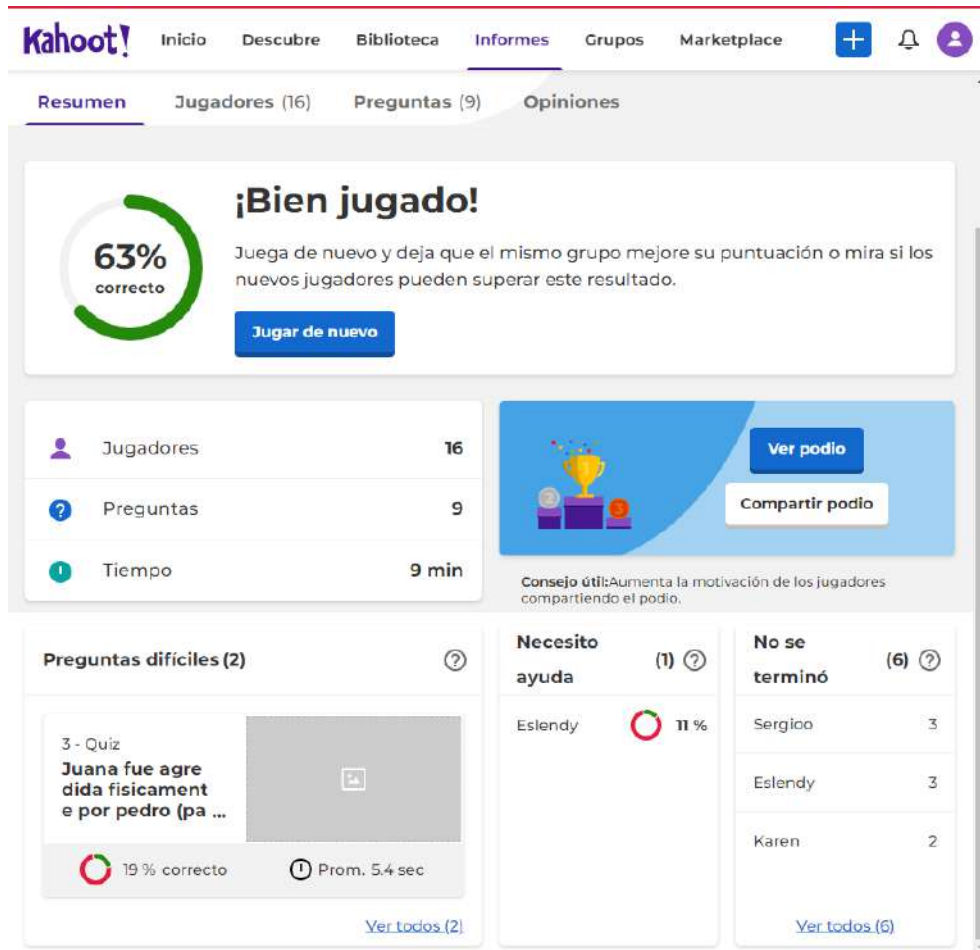 Kahoot!
Inicio
Descubre
Biblioteca
Informes
Grupos
Marketplace
Resumen
Jugadores (16)
Preguntas (9)
Opiniones
63%
correcto
¡Bien jugado!
Juega de nuevo y deja que el mismo grupo mejore su puntuación o mira si los
nuevos jugadores pueden superar este resultado.
Jugar de nuevo
Jugadores 16
Preguntas 9
Tiempo 9 min
2
3
Ver podio
Compartir podio
Consejo útil:Aumenta la motivación de los jugadores
compartiendo el podio.
Preguntas difíciles (2)
3 - Quiz
Juana fue agre
dida fisicament
e por pedro (pa ...
19 % correcto
Prom. 5.4 sec
Ver todos (2)
Necesito
ayuda
(1)
Eslendy 11 %
No se
terminó
(6)
Sergioo 3
Eslendy 3
Karen 2
Ver todos (6)